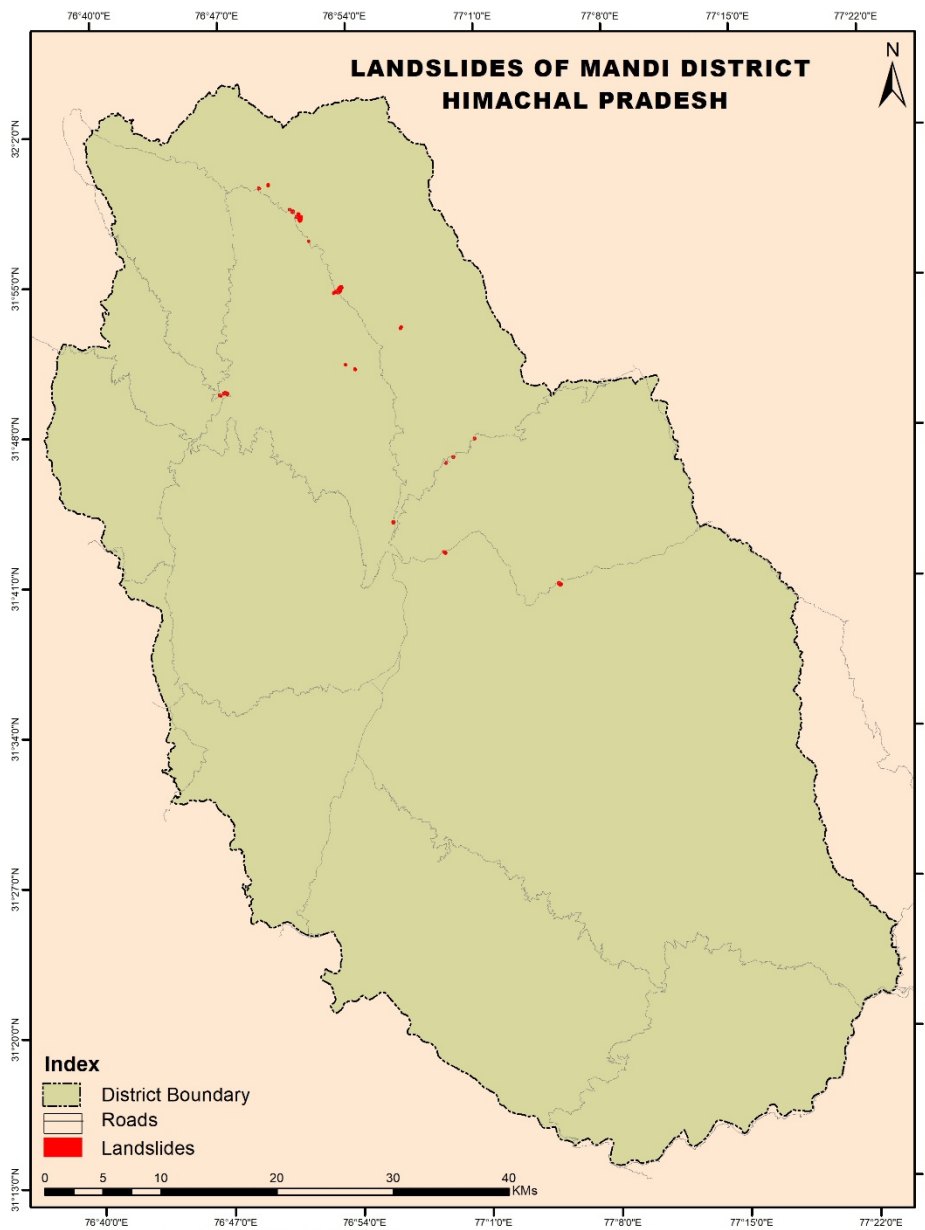 76°40'0"E 76°47'0"E 76°54'0"E 77°1'0"E 77°8'0"E 77°15'0"E 77°22'0"E
LANDSLIDES OF MANDI DISTRICT
HIMACHAL PRADESH
N
32°2'0"N
31°55'0"N
31°48'0"N
31°41'0"N
31°34'0"N
31°27'0"N
31°20'0"N
31°13'0"N
Index
District Boundary
Roads
Landslides
0 5 10 20 30 40
KMs
76°40'0"E 76°47'0"E 76°54'0"E 77°1'0"E 77°8'0"E 77°15'0"E 77°22'0"E